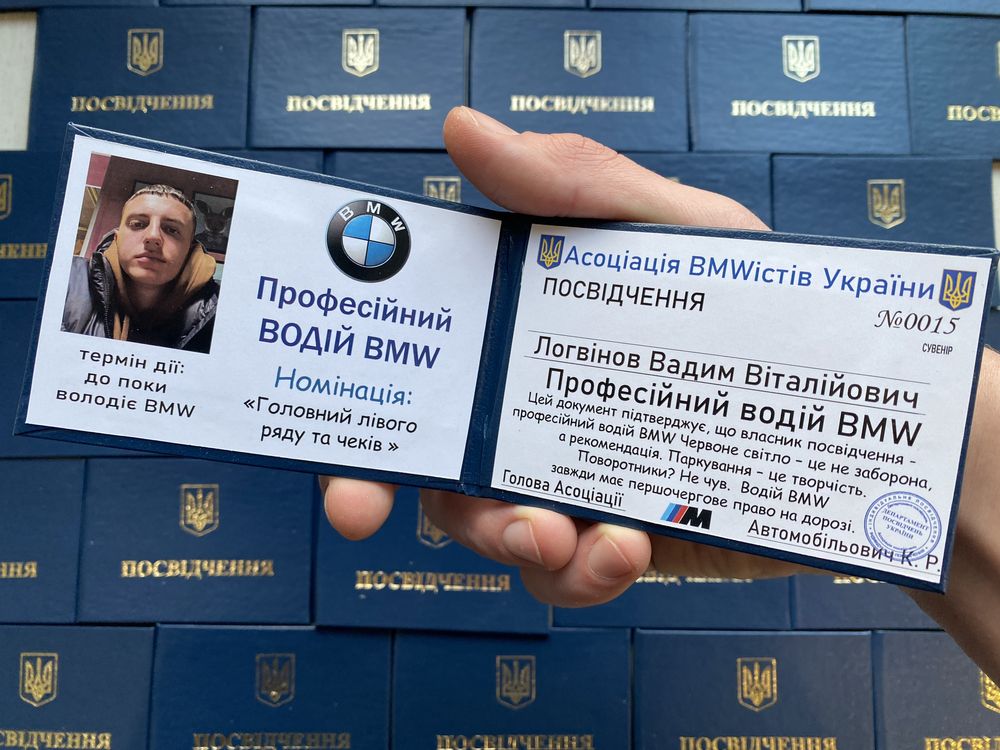 ПОСВІДЧЕННЯ
ПОСВІДЧЕННЯ
ПОСВІДЧЕННЯ
ПОСВІДЧЕННЯ
BMW
Професійний
ВОДІЙ BMW
Номінація:
«Головний лівого
ряду та чеків »
термін дії:
до поки
володіє BMW
Асоціація BMWістів України
ПОСВІДЧЕННЯ
№0015
СУВЕНІР
Логвінов Вадим Віталійович
Професійний водій BMW
Цей документ підтверджує, що власник посвідчення -
професійний водій BMW Червоне світло – це не заборона,
а рекомендація. Паркування – це творчість.
Поворотники? Не чув. Водій BMW
завжди має першочергове право на дорозі.
Голова Асоціації
M
Автомобільович К. Р.
ДЕПАРТАМЕНТ
ПОСВІДЧЕНЬ
УКРАЇНИ
ПОСВІДЧЕННЯ
ПОСВІДЧЕННЯ